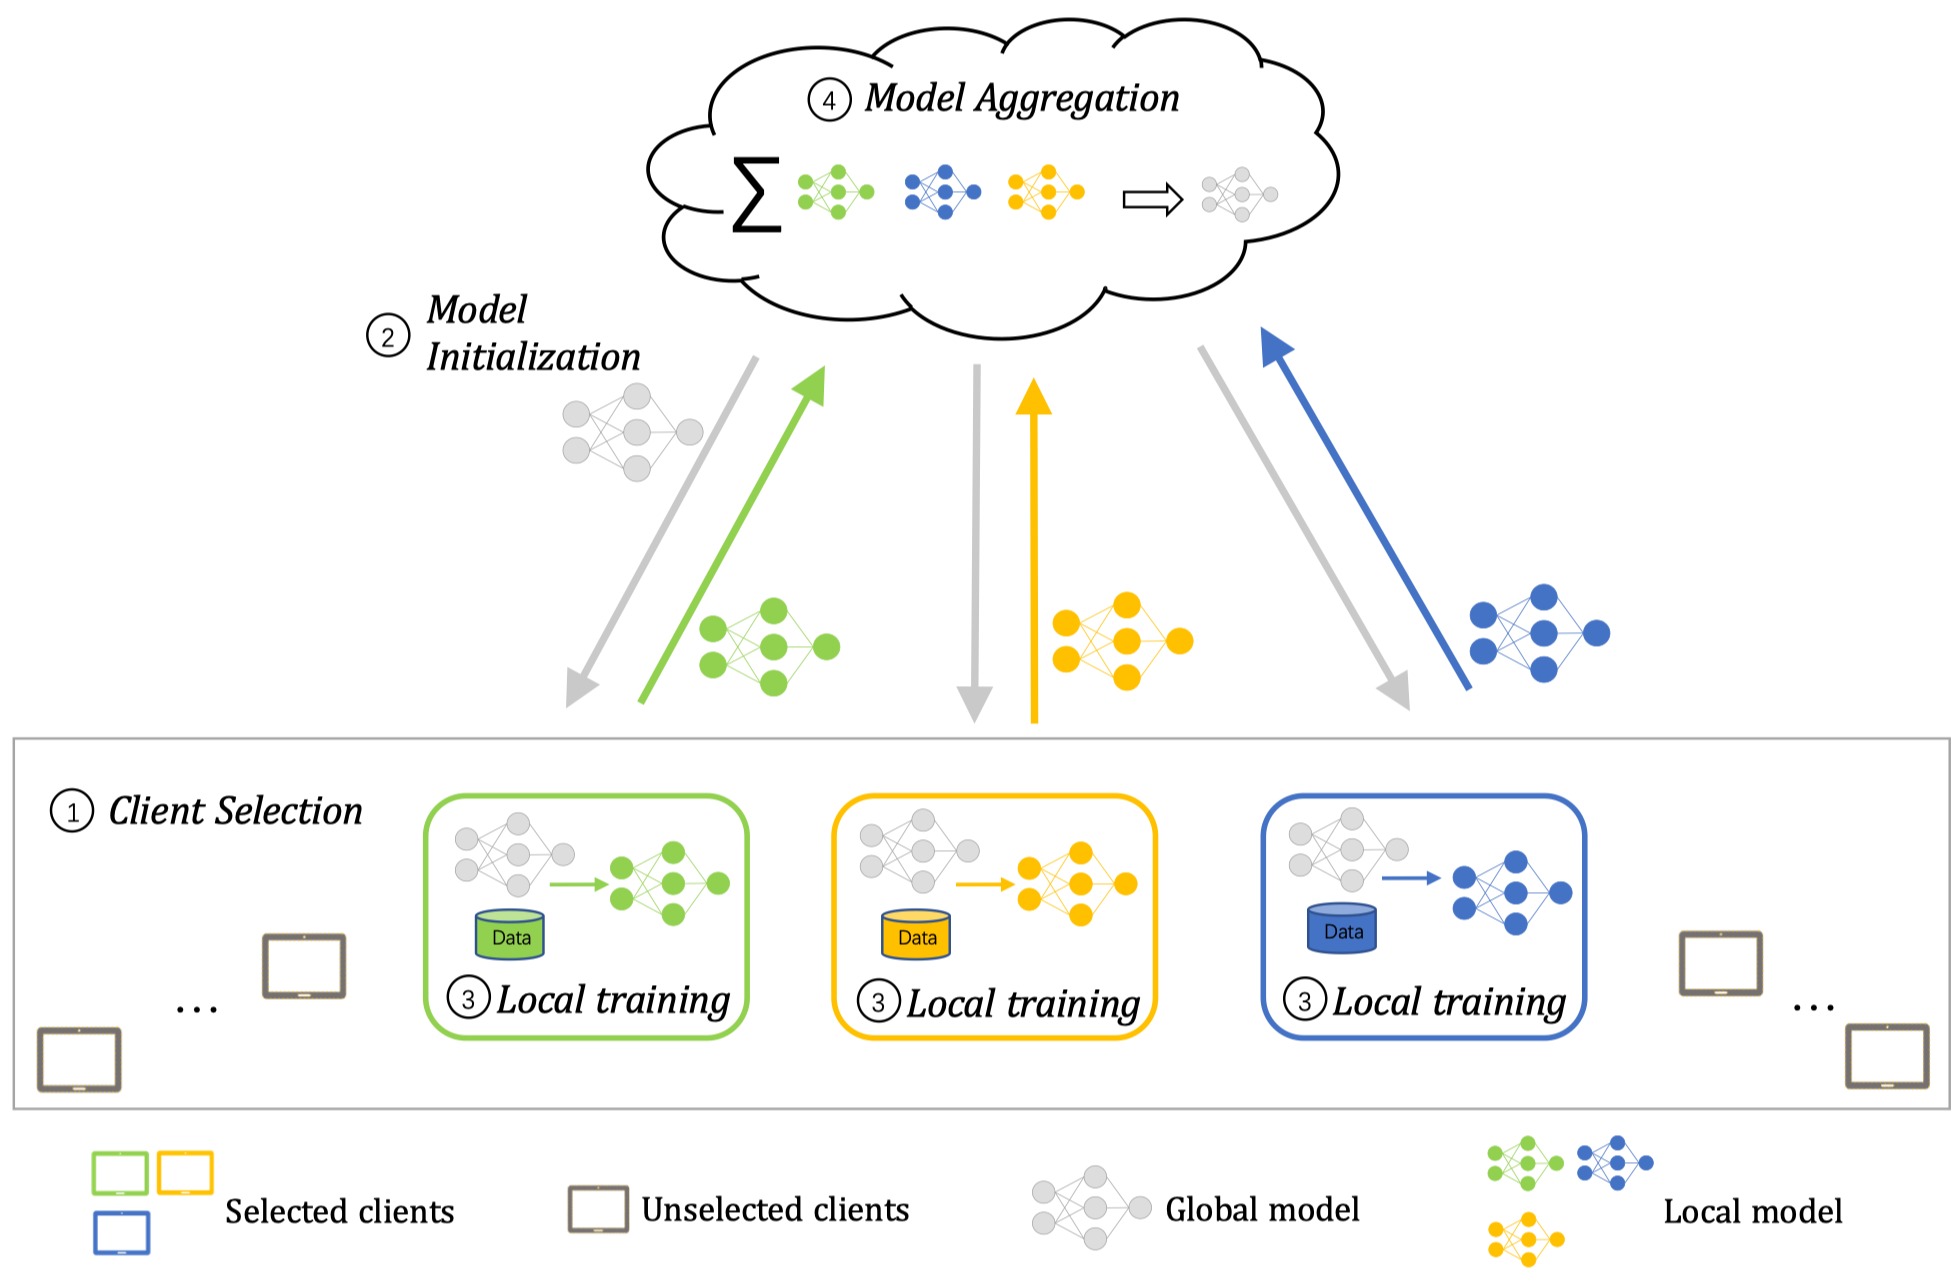 ④ Model Aggregation
∑
② Model
Initialization
① Client Selection
Data
③ Local training
Data
③ Local training
Data
③ Local training
...
...
Selected clients
Unselected clients
Global model
Local model